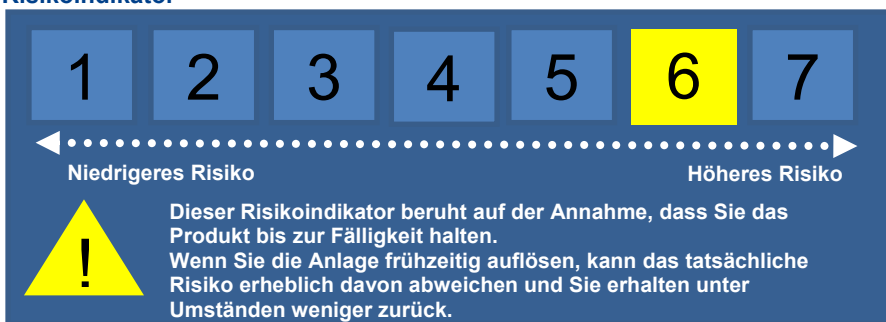 Risikoindikator
1 2 3 4 5 6 7
Niedrigeres Risiko Höheres Risiko
!
Dieser Risikoindikator beruht auf der Annahme, dass Sie das
Produkt bis zur Fälligkeit halten.
Wenn Sie die Anlage frühzeitig auflösen, kann das tatsächliche
Risiko erheblich davon abweichen und Sie erhalten unter
Umständen weniger zurück.